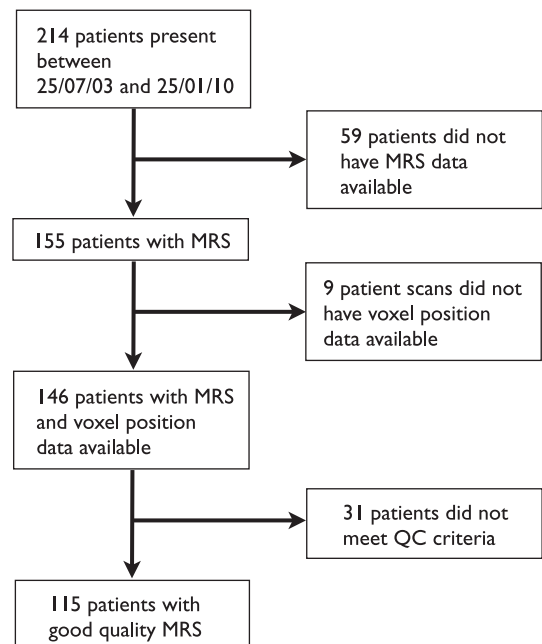 214 patients present
between
25/07/03 and 25/01/10
59 patients did not
have MRS data
available
155 patients with MRS
9 patient scans did not
have voxel position
data available
146 patients with MRS
and voxel position
data available
31 patients did not
meet QC criteria
115 patients with
good quality MRS